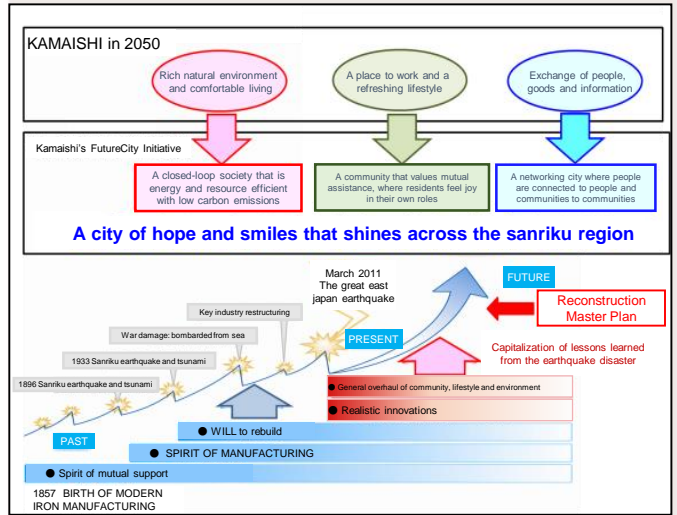 KAMAISHI in 2050
Rich natural environment
and comfortable living
A place to work and a
refreshing lifestyle
Exchange of people,
goods and information
Kamaishi's FutureCity Initiative
A closed-loop society that is
energy and resource efficient
with low carbon emissions
A community that values mutual
assistance, where residents feel joy
in their own roles
A networking city where people
are connected to people and
communities to communities
A city of hope and smiles that shines across the sanriku region
March 2011
The great east
japan earthquake
FUTURE
Key industry restructuring
Reconstruction
Master Plan
War damage: bombarded from sea
PRESENT
Capitalization of lessons learned
from the earthquake disaster
1933 Sanriku earthquake and tsunami
1896 Sanriku earthquake and tsunami
● General overhaul of community, lifestyle and environment
● Realistic innovations
PAST
● WILL to rebuild
● SPIRIT OF MANUFACTURING
● Spirit of mutual support
1857 BIRTH OF MODERN
IRON MANUFACTURING